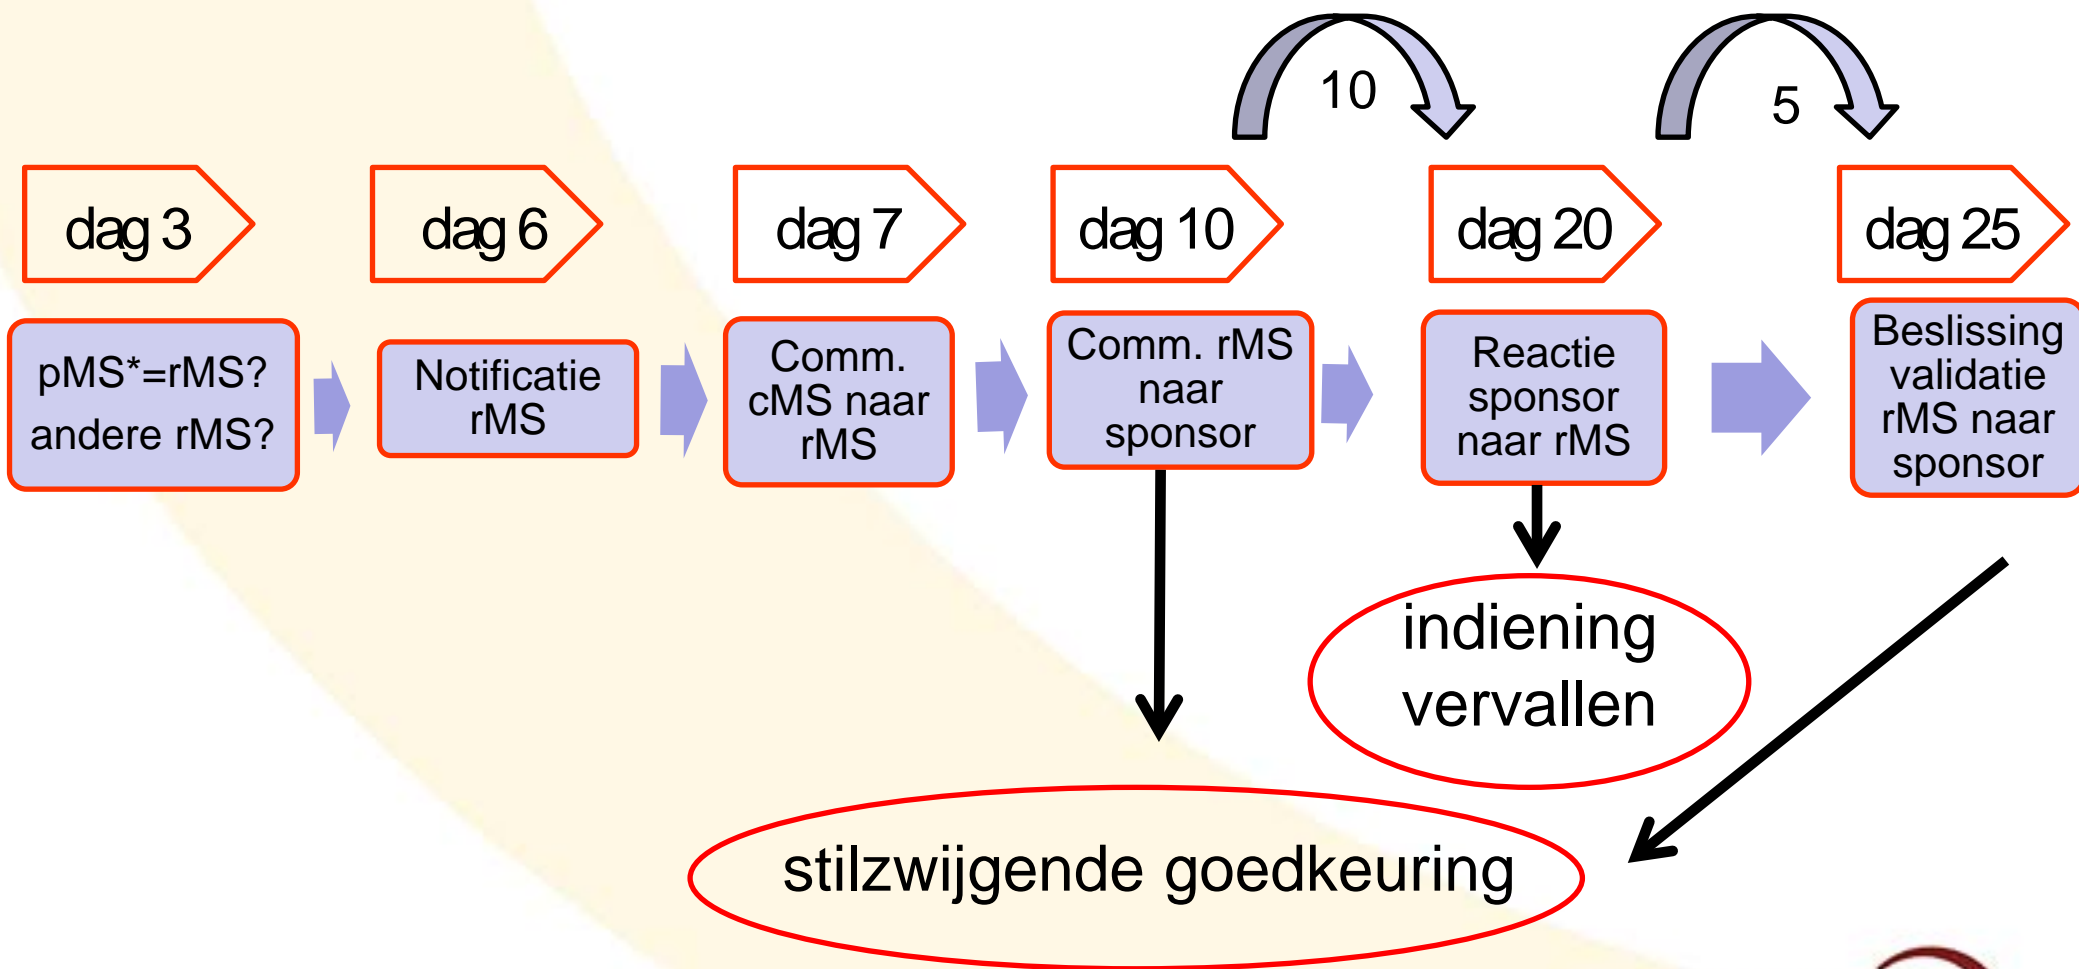 10
5
dag 3
dag 6
dag 7
dag 10
dag 20
dag 25
pMS*=rMS?
andere rMS?
Notificatie
rMS
Comm.
cMS naar
rMS
Comm. rMS
naar
sponsor
Reactie
sponsor
naar rMS
Beslissing
validatie
rMS naar
sponsor
indiening
vervallen
stilzwijgende goedkeuring